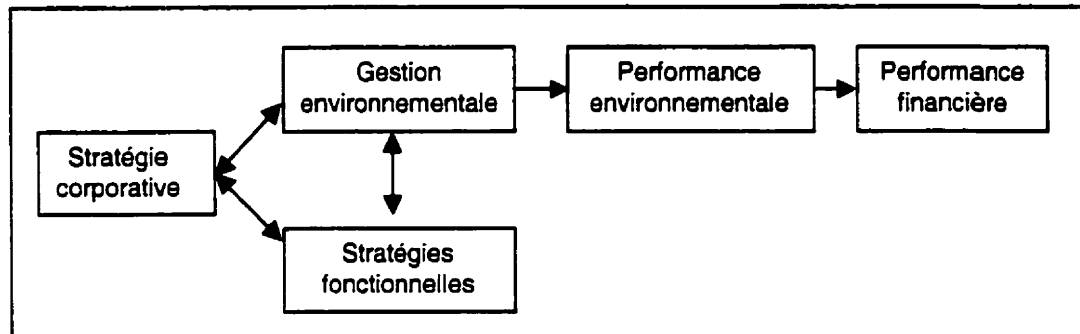 Gestion
environnementale
Performance
environnementale
Performance
financière
Stratégie
corporative
Stratégies
fonctionnelles